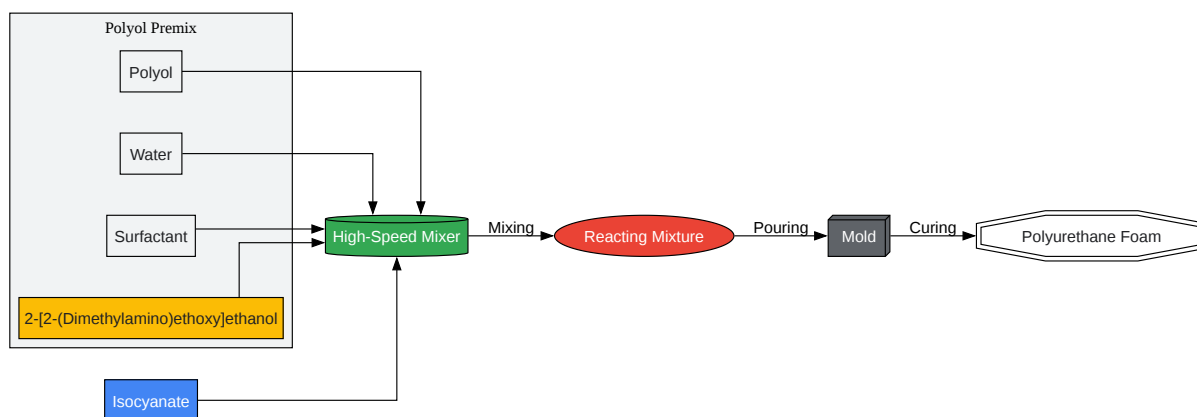 Polyol Premix
Polyol
Water
Surfactant
2-[2-(Dimethylamino)ethoxy]ethanol
Isocyanate
High-Speed Mixer
Mixing
Reacting Mixture
Pouring
Mold
Curing
Polyurethane Foam